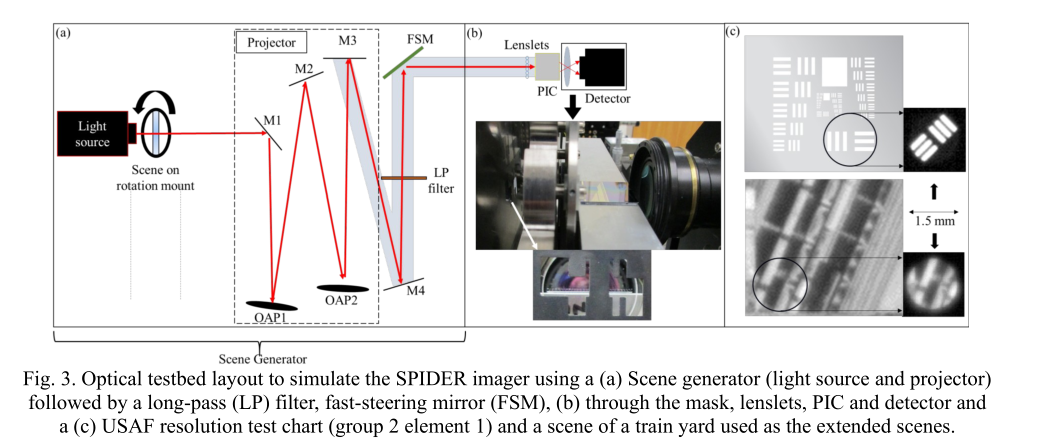 (a)
Projector
M3
FSM
M2
Light
source
M1
Scene on
rotation mount
LP
filter
OAP1
OAP2
M4
Scene Generator
(b)
Lenslets
PIC
Detector
(c)
1.5 mm
Fig. 3. Optical testbed layout to simulate the SPIDER imager using a (a) Scene generator (light source and projector)
followed by a long-pass (LP) filter, fast-steering mirror (FSM), (b) through the mask, lenslets, PIC and detector and
a (c) USAF resolution test chart (group 2 element 1) and a scene of a train yard used as the extended scenes.